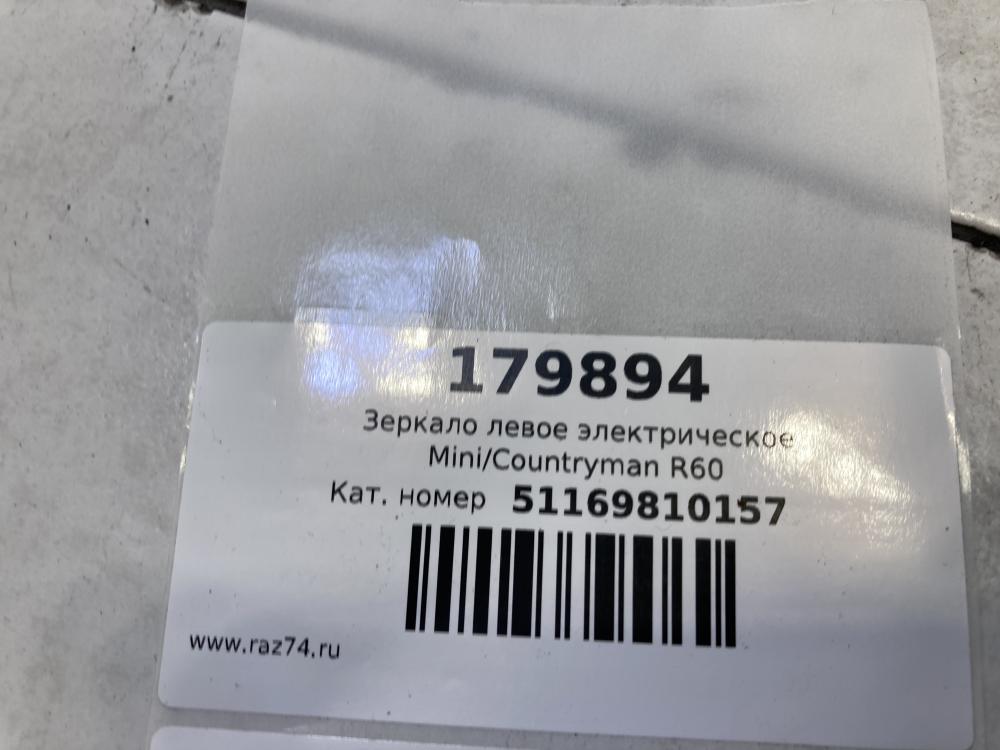 179894
Зеркало левое электрическое
Mini/Countryman R60
Кат. номер 51169810157
www.raz74.ru